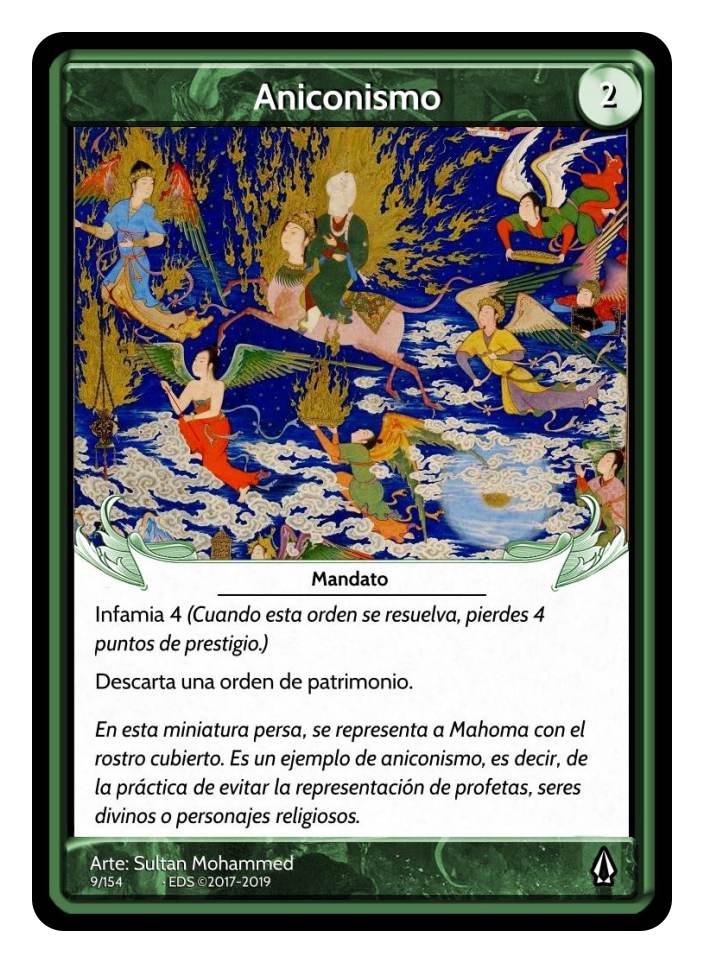 Aniconismo
2
Mandato
Infamia 4 (Cuando esta orden se resuelva, pierdes 4
puntos de prestigio.)
Descarta una orden de patrimonio.
En esta miniatura persa, se representa a Mahoma con el
rostro cubierto. Es un ejemplo de aniconismo, es decir, de
la práctica de evitar la representación de profetas, seres
divinos o personajes religiosos.
Arte: Sultan Mohammed
9/154 · EDS ©2017-2019